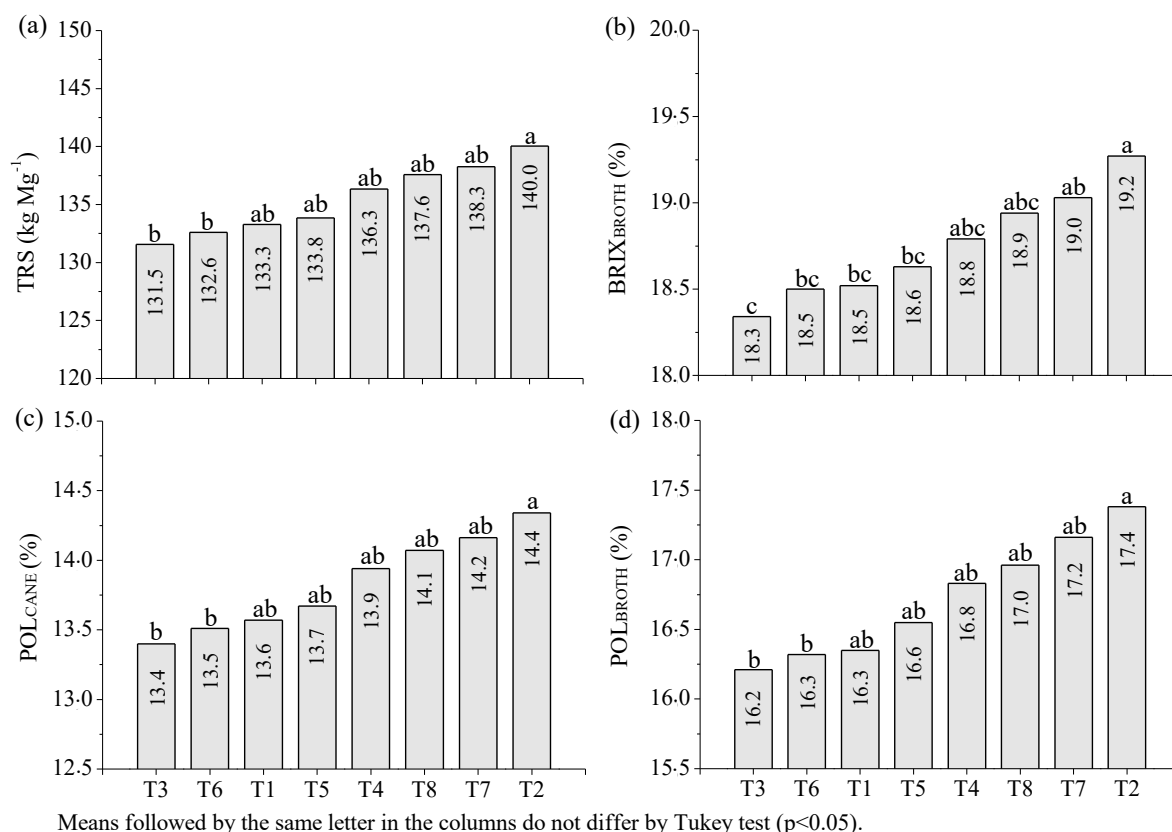 (a)
TRS (kg Mg-1)
150
145
140
135
130
125
120
b b ab ab ab ab ab a
131.5 132.6 133.3 133.8 136.3 137.6 138.3 140.0
(b)
BRIXBROTH (%)
20.0
19.5
19.0
18.5
18.0
c bc bc bc abc abc ab a
18.3 18.5 18.5 18.6 18.8 18.9 19.0 19.2
(c)
POLCANE (%)
15.0
14.5
14.0
13.5
13.0
12.5
b b ab ab ab ab ab a
13.4 13.5 13.6 13.7 13.9 14.1 14.2 14.4
T3 T6 T1 T5 T4 T8 T7 T2
(d)
POLBROTH (%)
18.0
17.5
17.0
16.5
16.0
15.5
b b ab ab ab ab ab a
16.2 16.3 16.3 16.6 16.8 17.0 17.2 17.4
T3 T6 T1 T5 T4 T8 T7 T2
Means followed by the same letter in the columns do not differ by Tukey test (p<0.05).